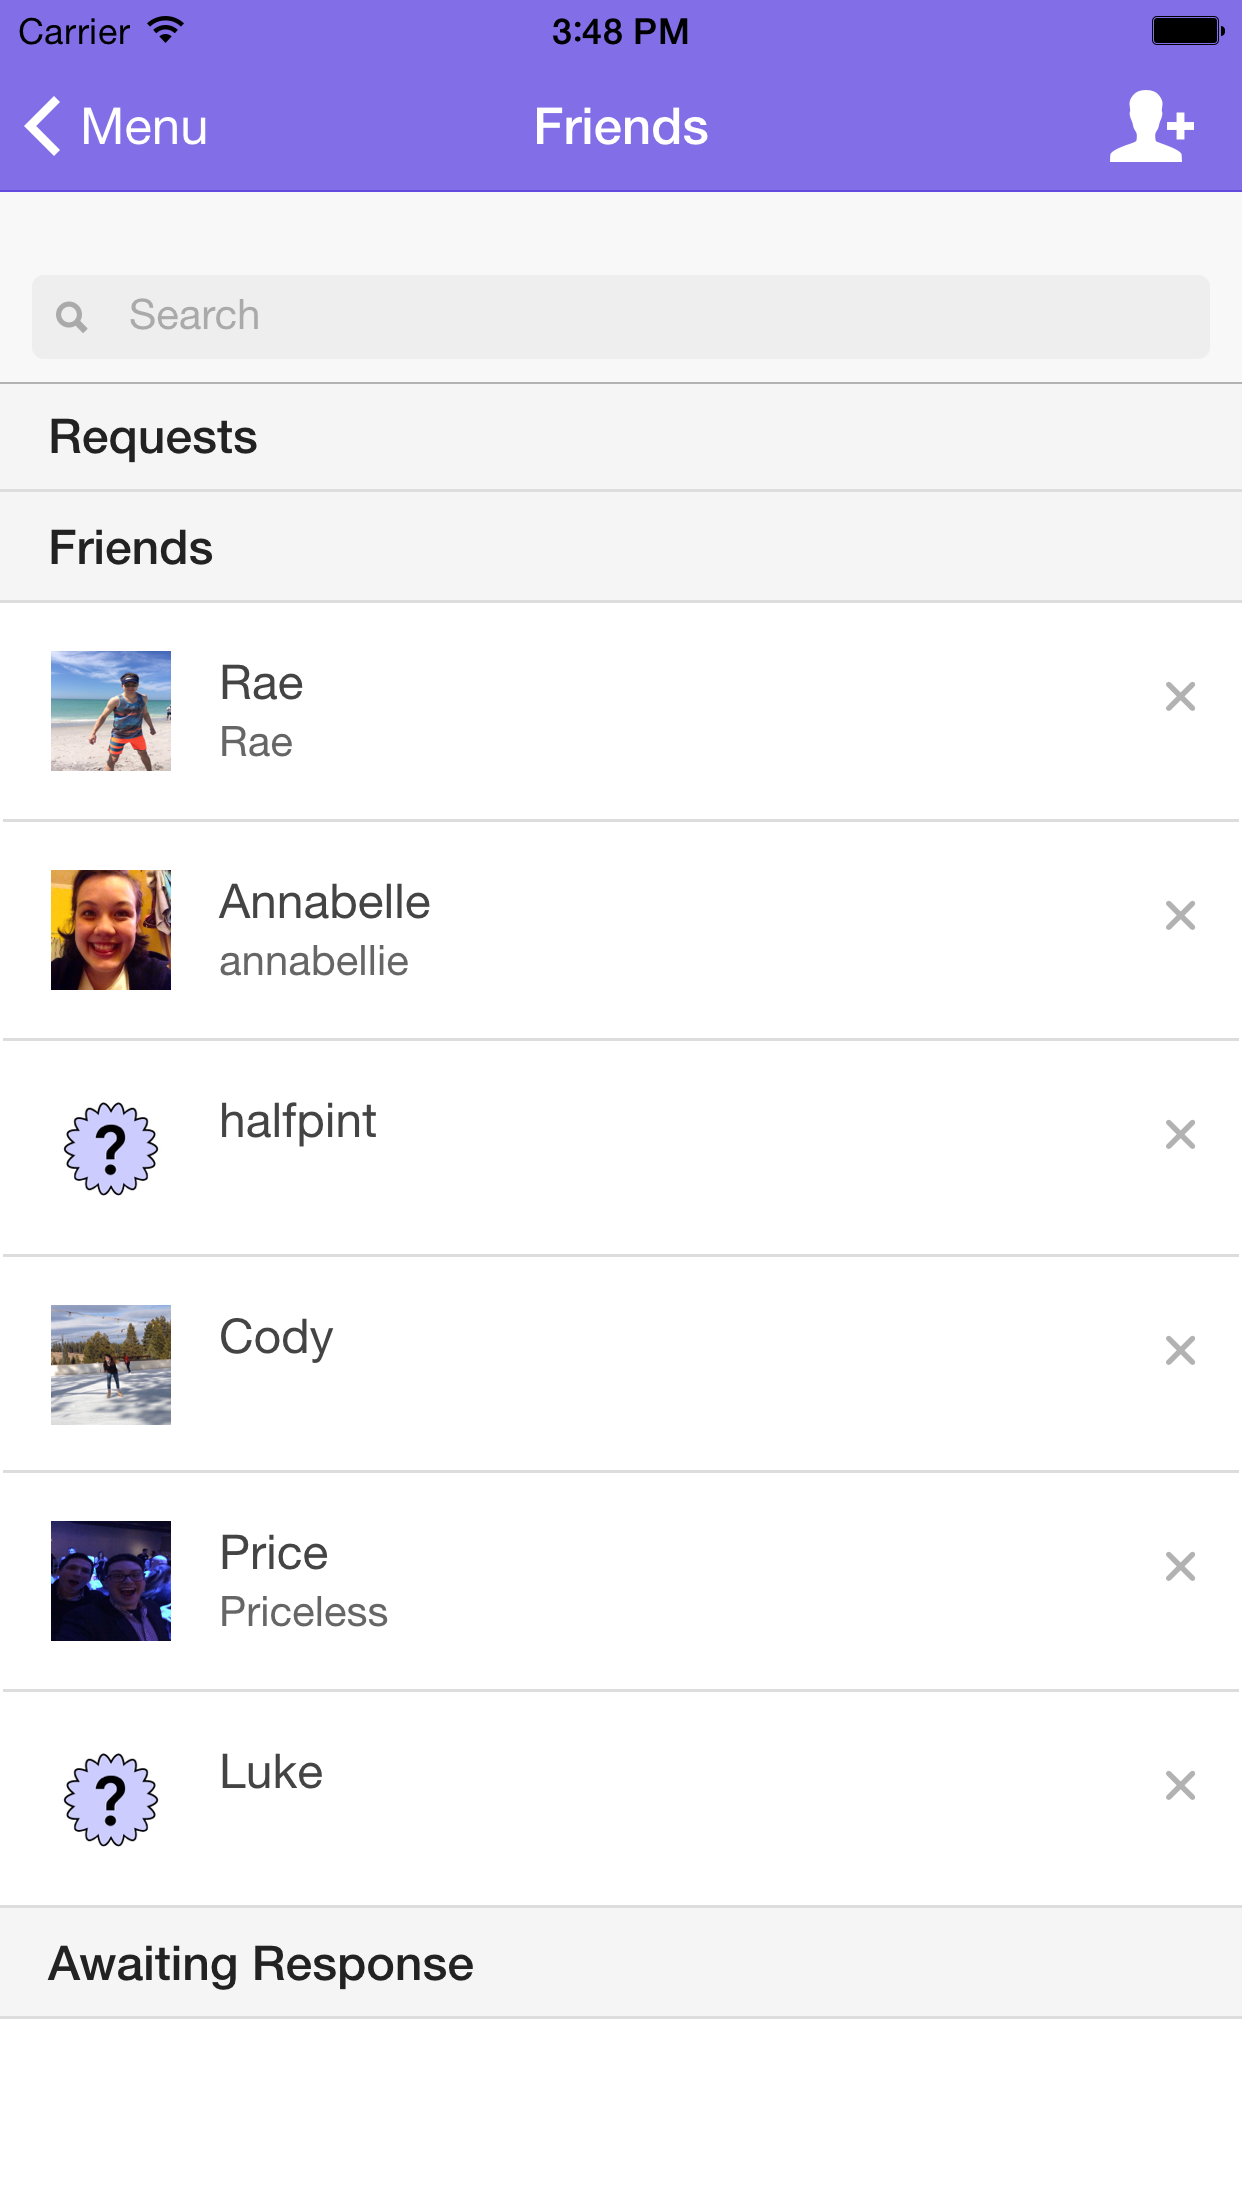 Carrier 3:48 PM
Menu Friends
Search
Requests
Friends
Rae
Rae
Annabelle
annabellie
?
halfpint
Cody
Price
Priceless
?
Luke
Awaiting Response